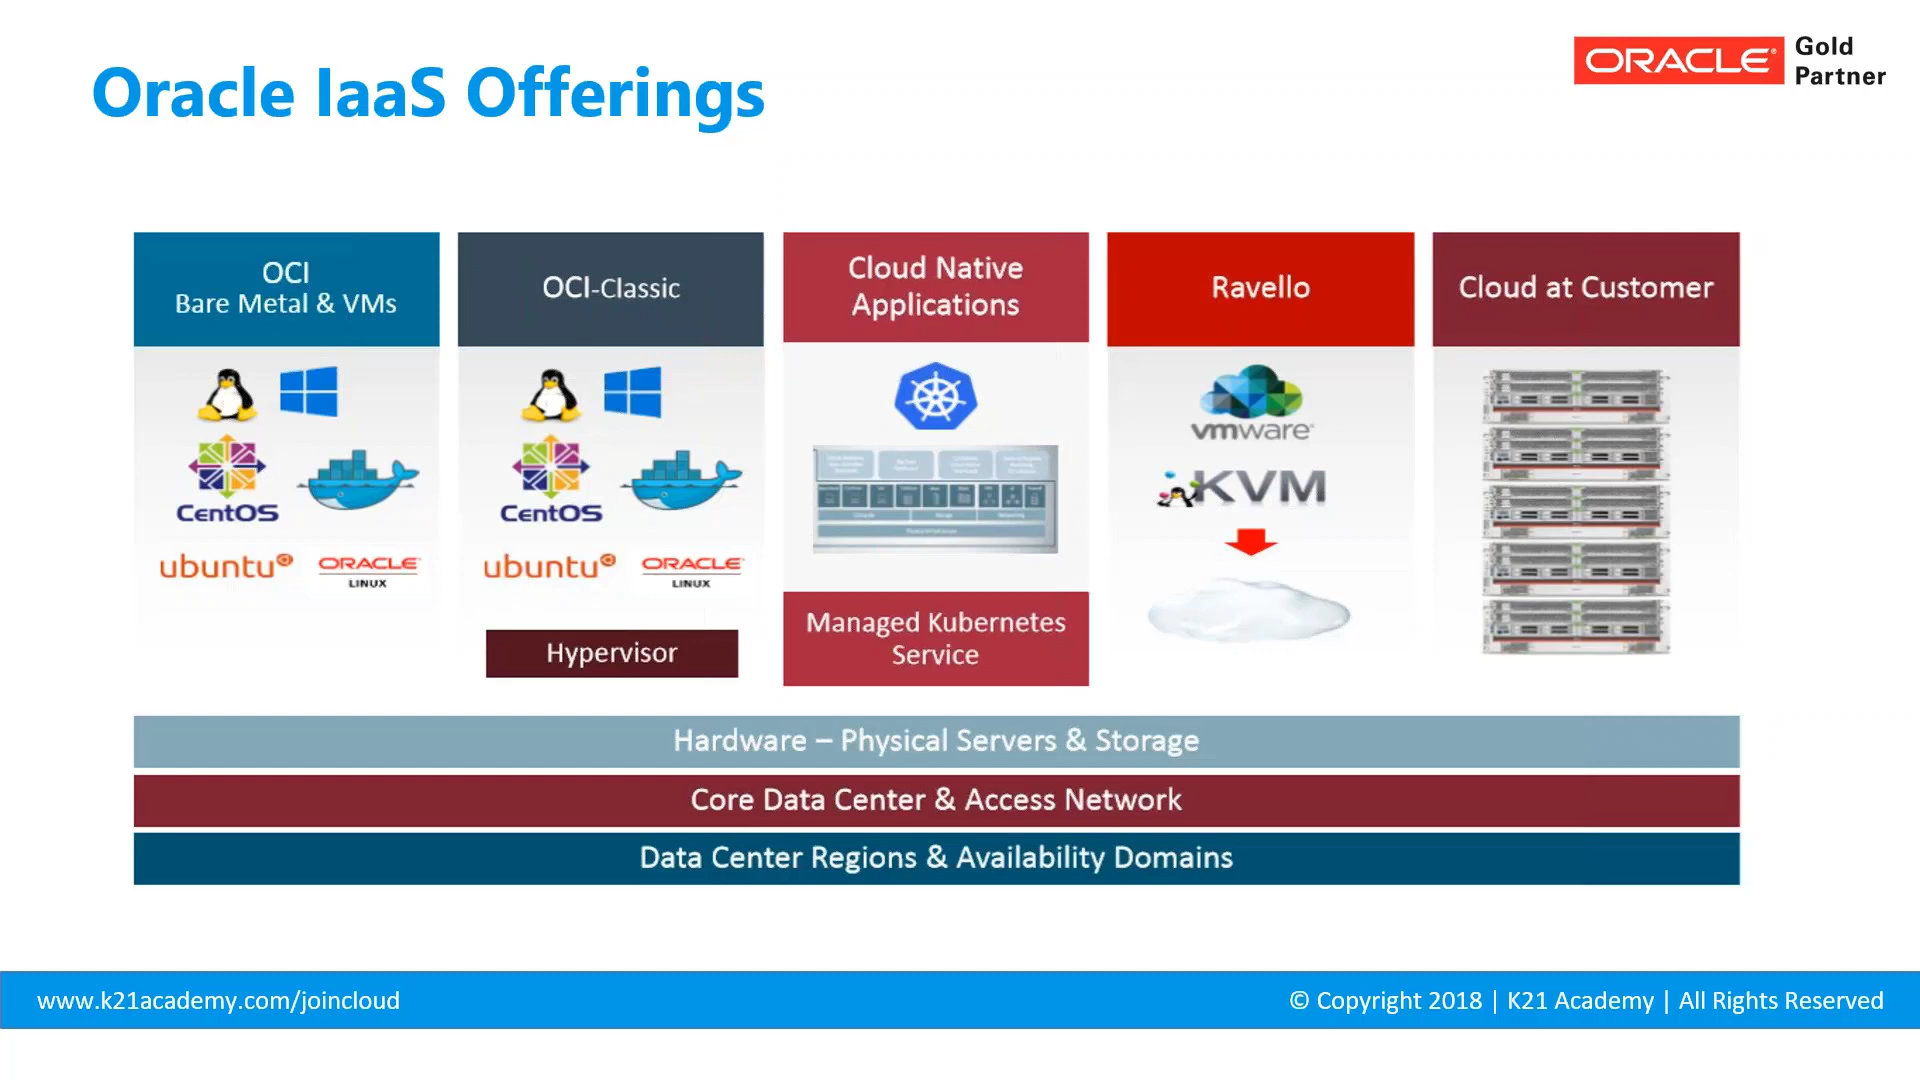 Oracle IaaS Offerings
ORACLE®
Gold
Partner
OCI
Bare Metal & VMs
OCI-Classic
Cloud Native
Applications
Ravello
Cloud at Customer
CentOS
ubuntu
ORACLE
LINUX
CentOS
ubuntu
ORACLE
LINUX
Hypervisor
Managed Kubernetes
Service
vmware
KVM
Hardware – Physical Servers & Storage
Core Data Center & Access Network
Data Center Regions & Availability Domains
www.k21academy.com/joincloud
© Copyright 2018 | K21 Academy | All Rights Reserved